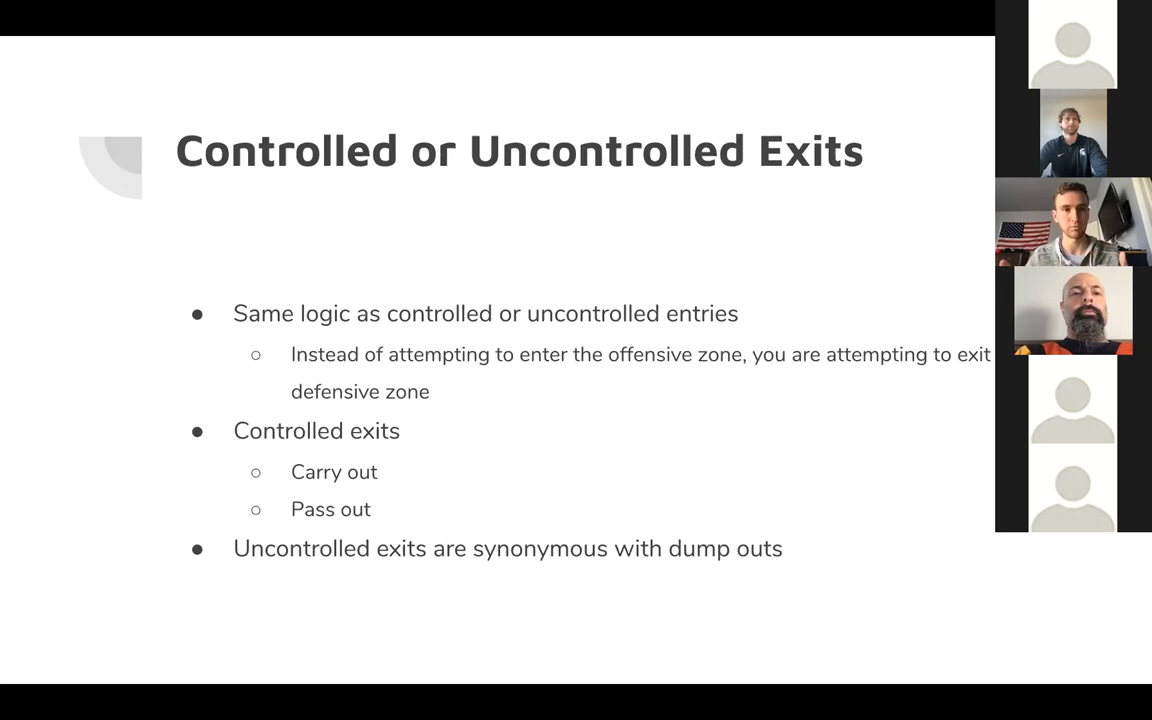 Controlled or Uncontrolled Exits
● Same logic as controlled or uncontrolled entries
○ Instead of attempting to enter the offensive zone, you are attempting to exit
defensive zone
● Controlled exits
○ Carry out
○ Pass out
● Uncontrolled exits are synonymous with dump outs